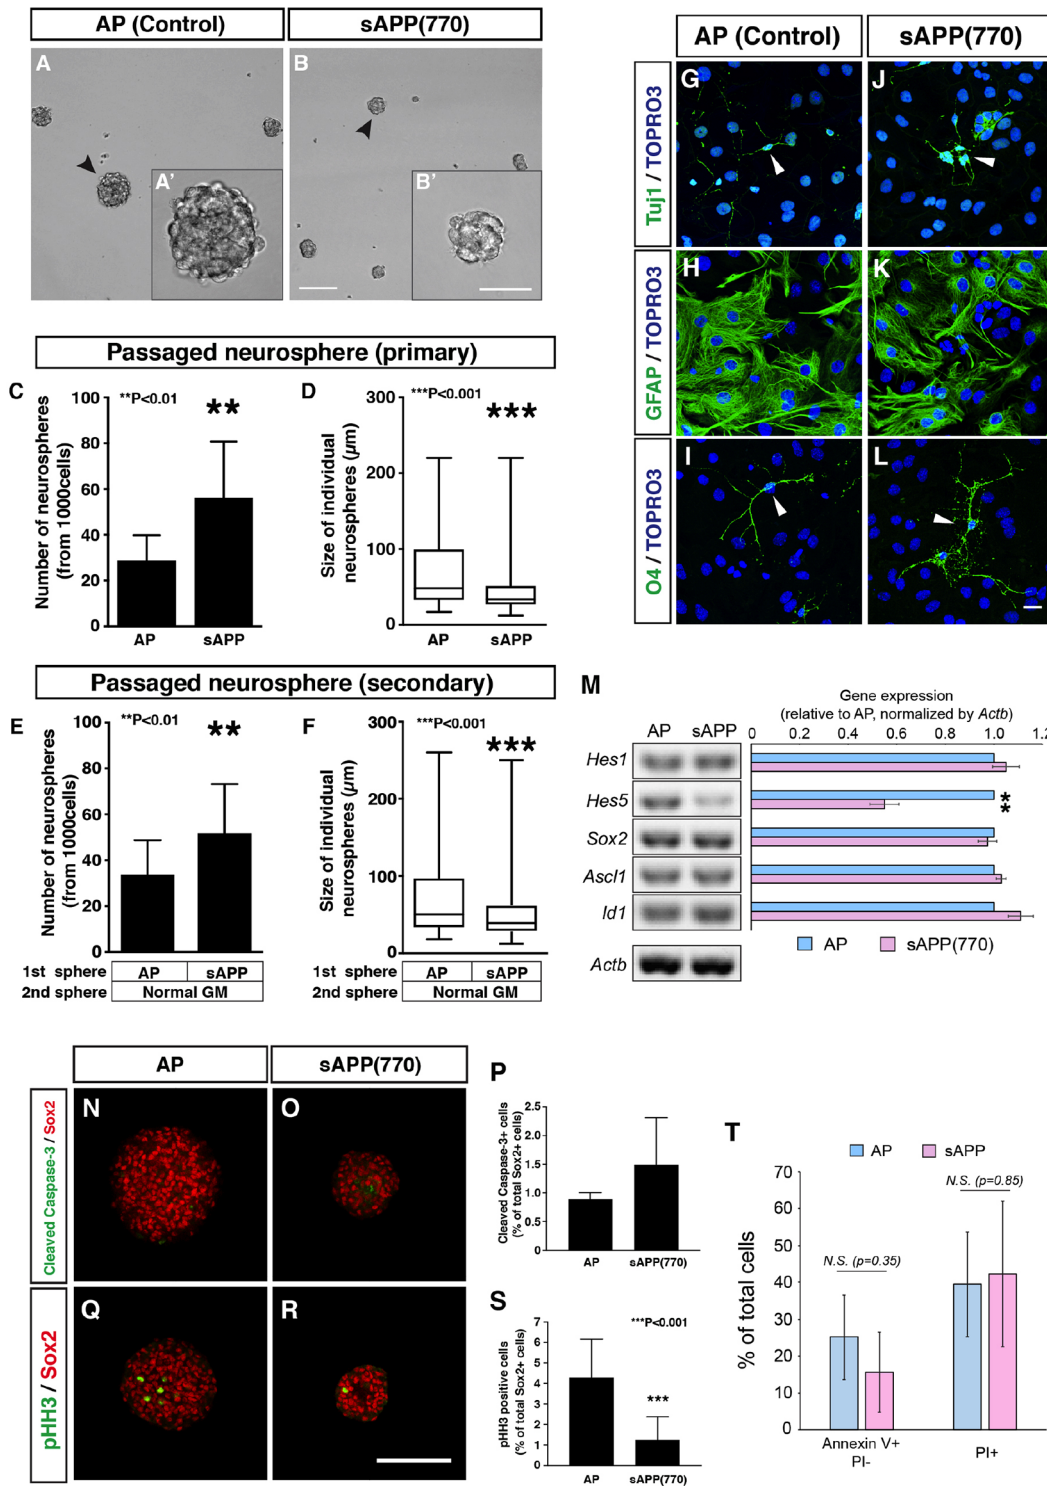 AP (Control)
sAPP(770)
A
B
A'
B'
Passaged neurosphere (primary)
C
**P<0.01
**
Number of neurospheres
(from 1000cells)
100
80
60
40
20
0
AP
sAPP
D
***P<0.001
***
Size of individual
neurospheres (µm)
300
200
100
0
AP
sAPP
Passaged neurosphere (secondary)
E
**P<0.01
**
Number of neurospheres
(from 1000cells)
100
80
60
40
20
0
1st sphere
AP
sAPP
2nd sphere
Normal GM
F
***P<0.001
***
Size of individual
neurospheres (µm)
300
200
100
0
1st sphere
AP
sAPP
2nd sphere
Normal GM
AP (Control)
sAPP(770)
Tuj1 / TOPRO3
G
J
GFAP / TOPRO3
H
K
O4 / TOPRO3
I
L
M
Gene expression
(relative to AP, normalized by Actb)
AP
sAPP
0
0.2
0.4
0.6
0.8
1.0
1.2
Hes1
Hes5
**
Sox2
Ascl1
Id1
Actb
AP
sAPP(770)
AP
sAPP(770)
Cleaved Caspase-3 / Sox2
N
O
pHH3 / Sox2
Q
R
P
Cleaved Caspase-3+ cells
(% of total Sox2+ cells)
2.5
2.0
1.5
1.0
0.5
0
AP
sAPP(770)
S
***P<0.001
***
pHH3 positive cells
(% of total Sox2+ cells)
7
6
5
4
3
2
1
0
AP
sAPP(770)
T
AP
sAPP
% of total cells
70
60
50
40
30
20
10
0
N.S. (p=0.35)
N.S. (p=0.85)
Annexin V+
PI-
PI+